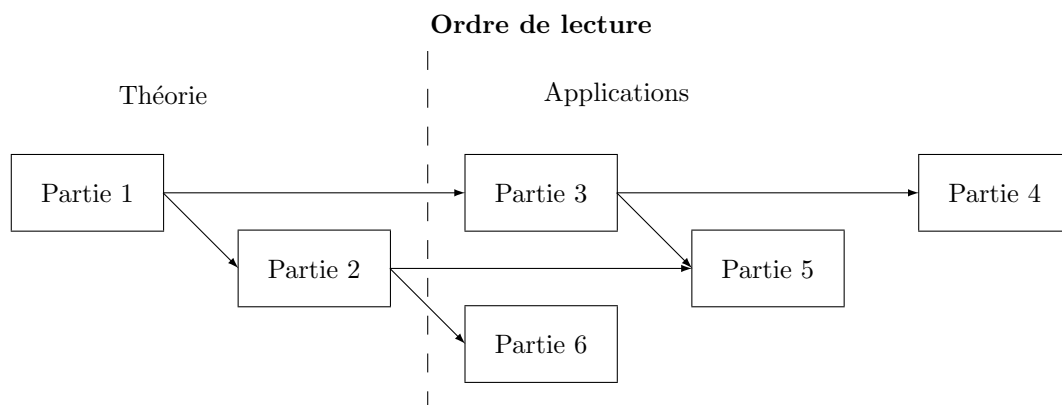 Ordre de lecture
Théorie
Applications
Partie 1
Partie 3
Partie 4
Partie 2
Partie 5
Partie 6